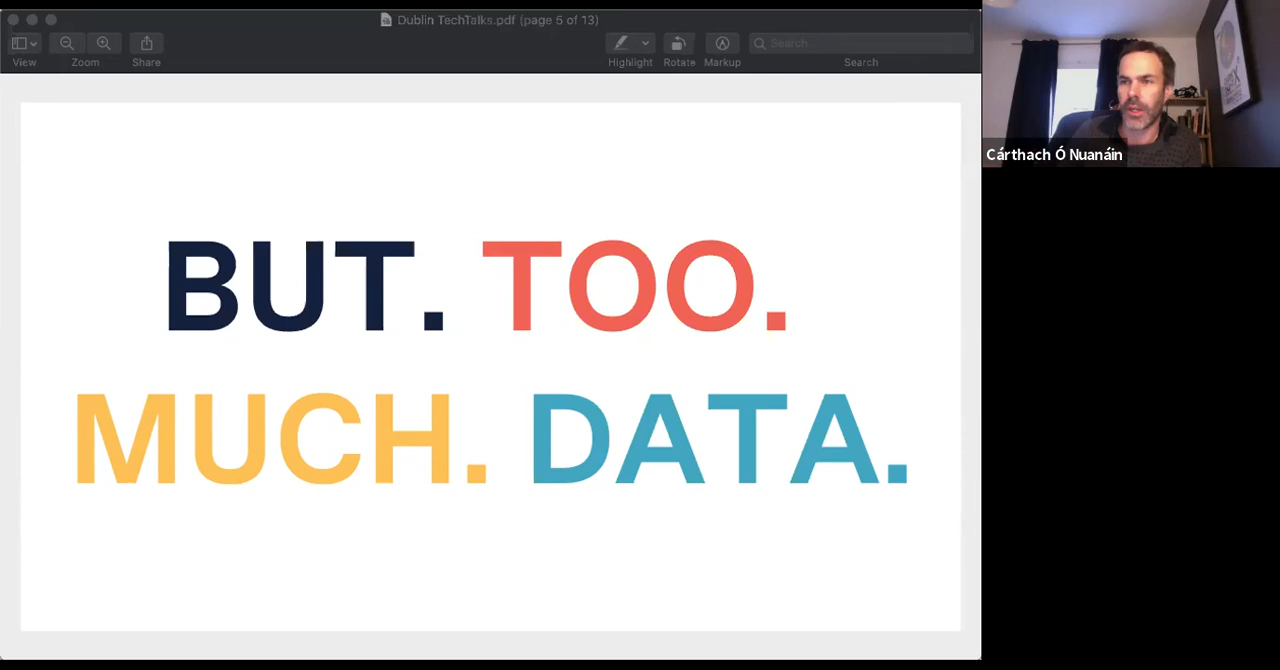 Dublin TechTalks.pdf (page 5 of 13)
View
Zoom
Share
Highlight
Rotate
Markup
Search...
Search
BUT. TOO.
MUCH. DATA.
Cárthach Ó Nuanáin